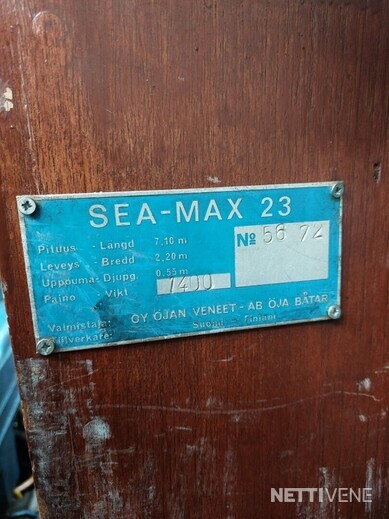 SEA-MAX 23
Pituus - Längd 7.10 m
Leveys - Bredd 2,20 m
Uppouma- Djupg. 0.55 m
Paino - Vikt 1400
№ 56 72
Valmistaja: OY ÖJAN VENEET - AB ÖJA BÅTAR
Tillverkare: Suomi - Finland
NETTIVENE